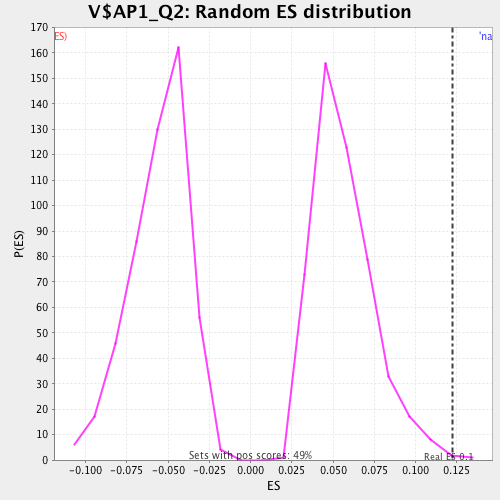 V$AP1_Q2: Random ES distribution
ES)
'na
170
160
150
140
130
120
110
100
90
80
70
60
50
40
30
20
10
0
P(ES)
Sets with pos scores: 49%
Real ES 0.1
-0.100 -0.075 -0.050 -0.025 0.000 0.025 0.050 0.075 0.100 0.125
ES